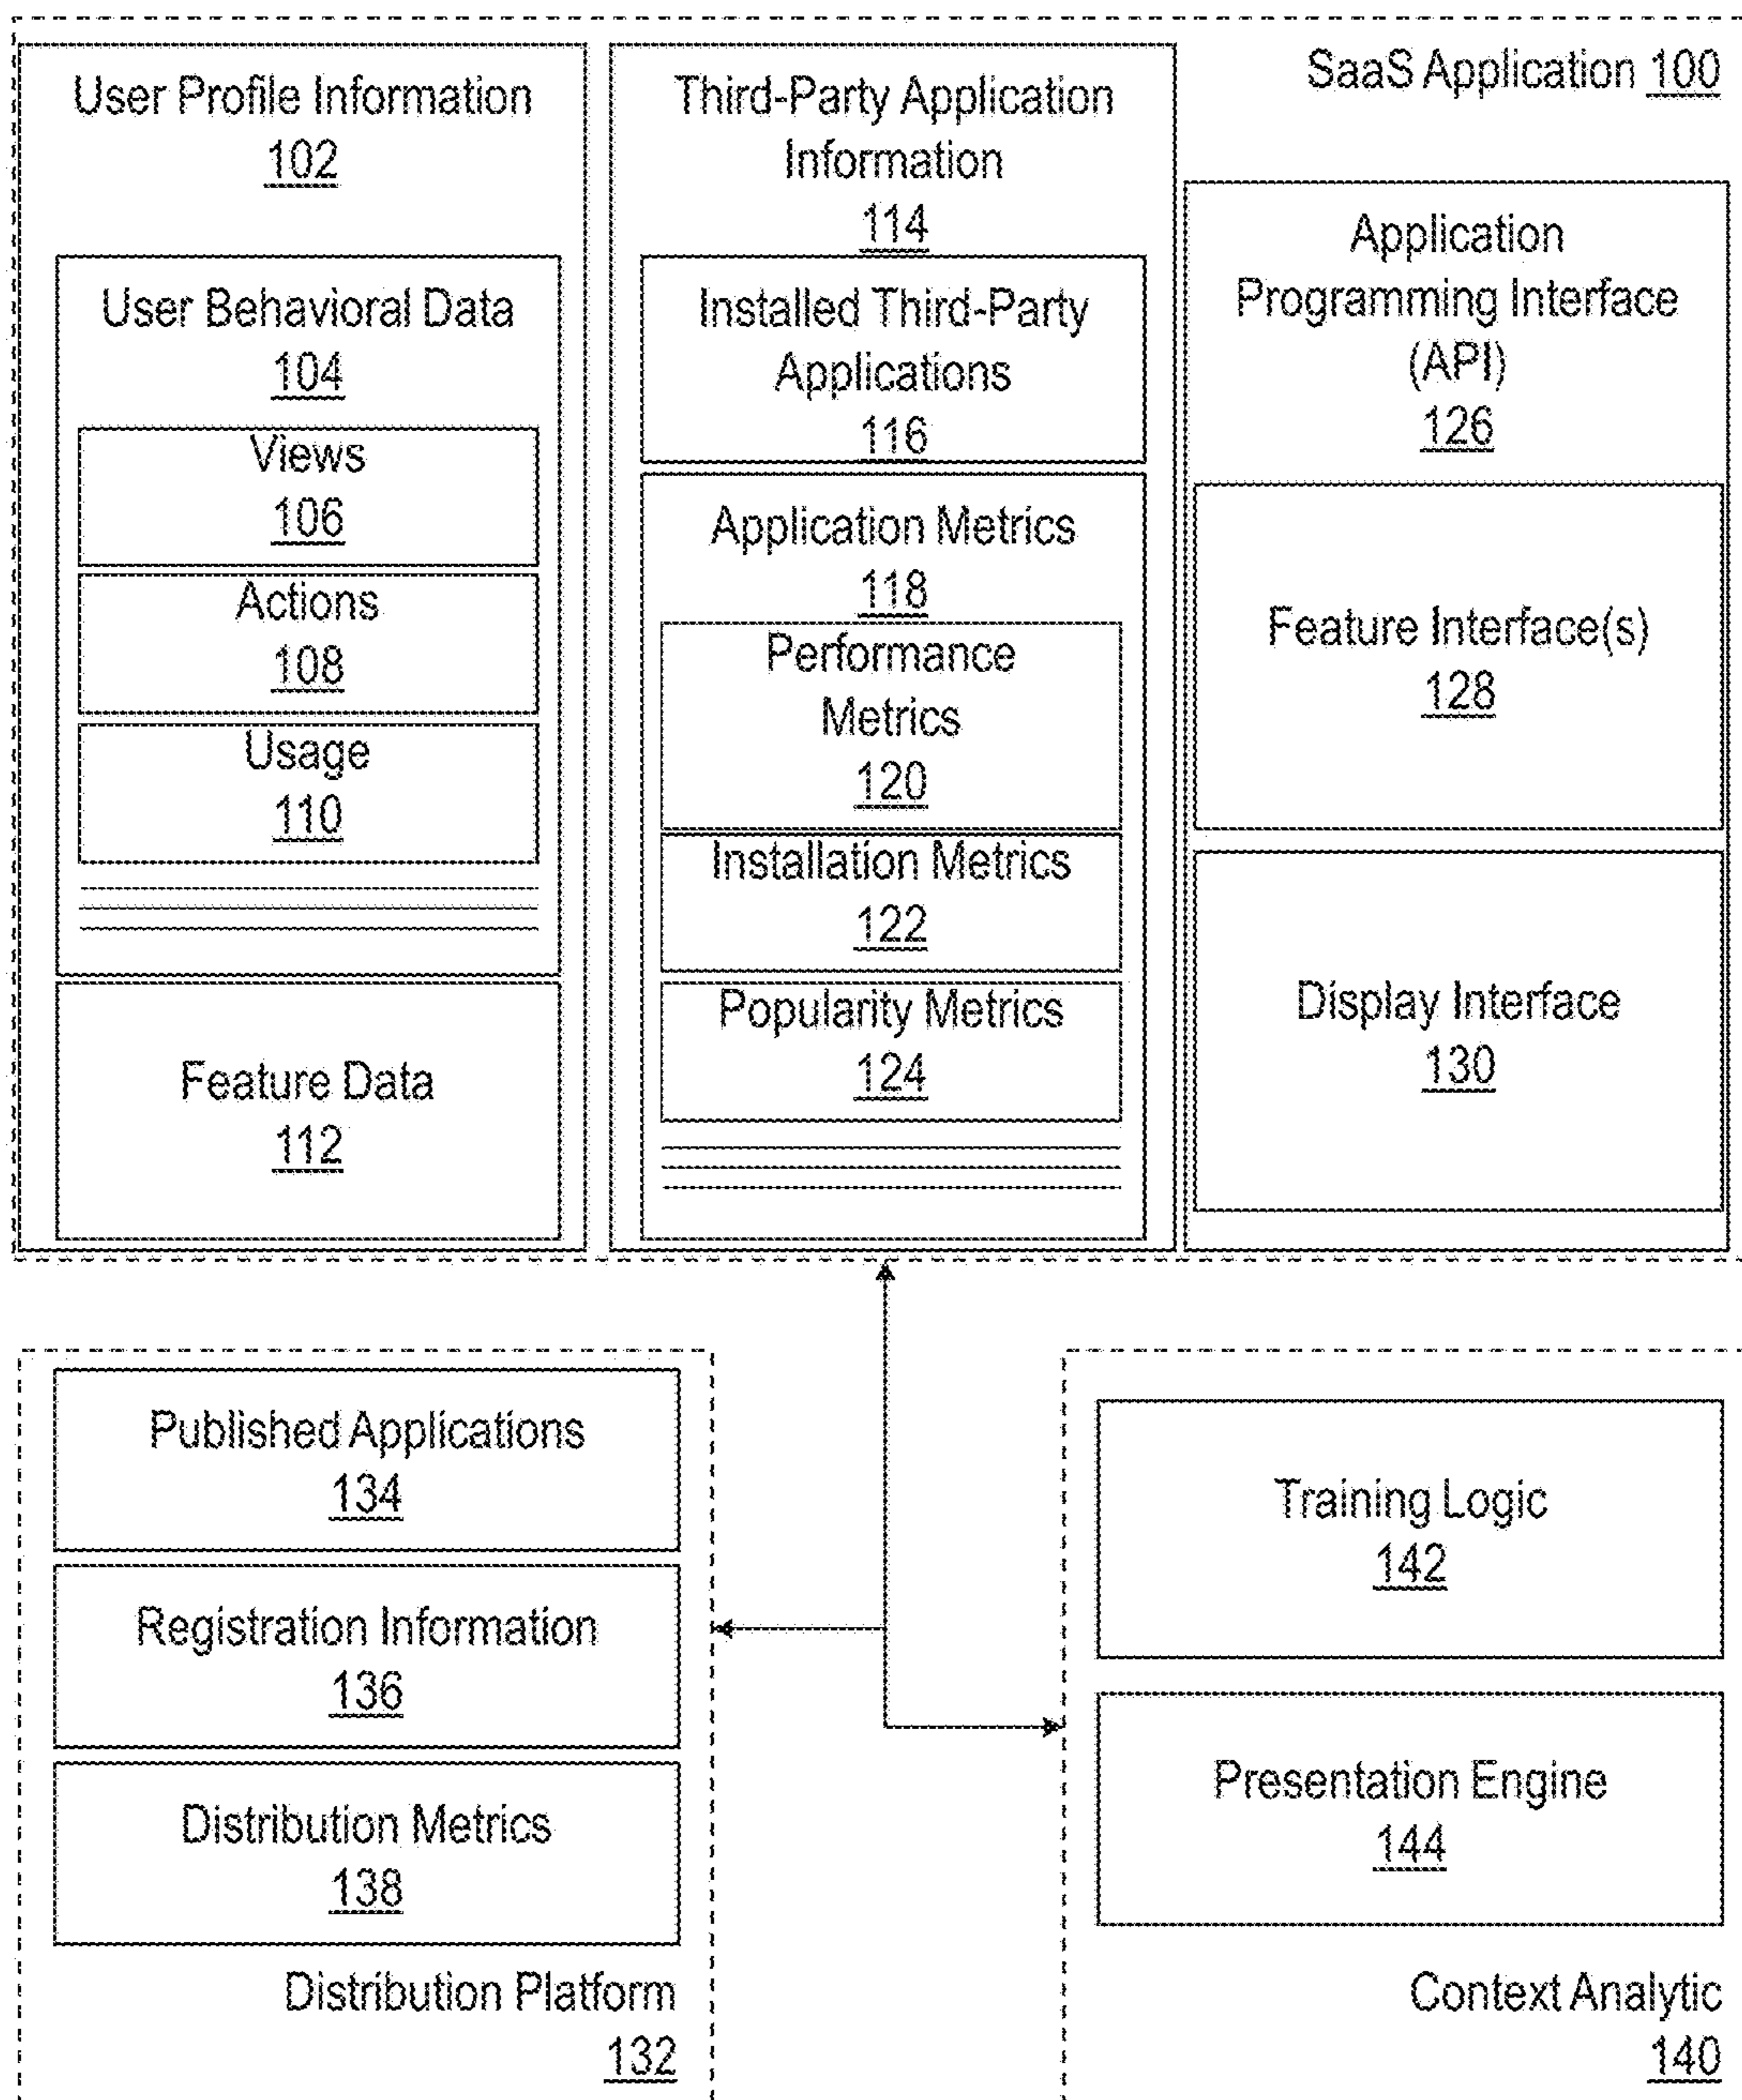 SaaS Application 100
User Profile Information
102
User Behavioral Data
104
Views
106
Actions
108
Usage
110
Feature Data
112
Third-Party Application
Information
114
Installed Third-Party
Applications
116
Application Metrics
118
Performance
Metrics
120
Installation Metrics
122
Popularity Metrics
124
Application
Programming Interface
(API)
126
Feature Interface(s)
128
Display Interface
130
Published Applications
134
Registration Information
136
Distribution Metrics
138
Distribution Platform
132
Training Logic
142
Presentation Engine
144
Context Analytic
140